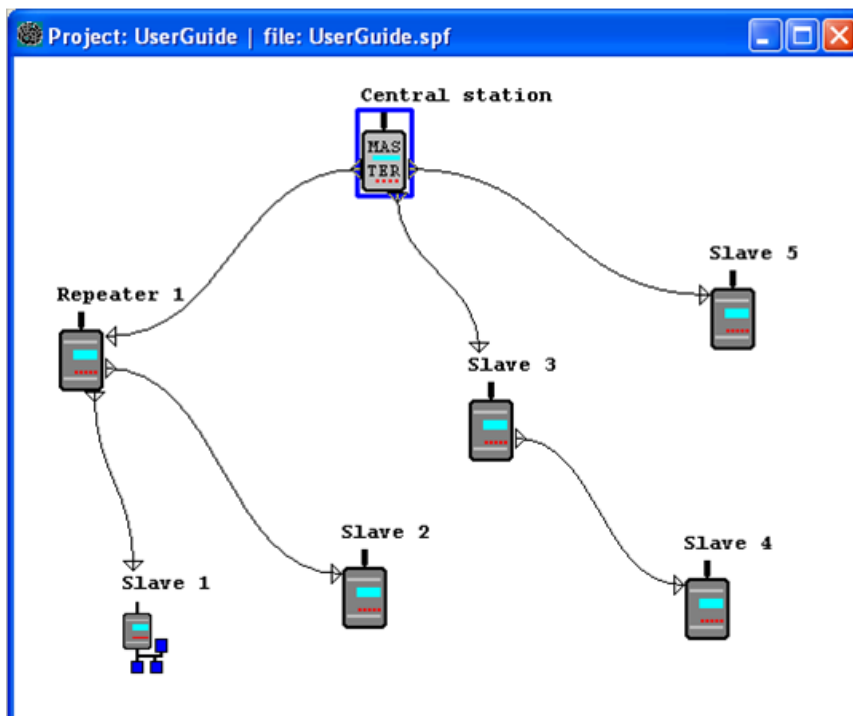 Project: UserGuide | file: UserGuide.spf
Central station
MAS
TER
Slave 5
Repeater 1
Slave 3
Slave 2
Slave 4
Slave 1